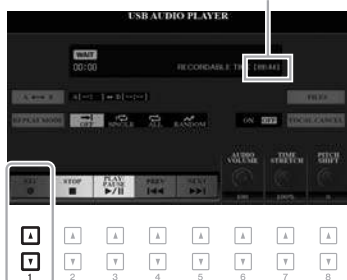 USB AUDIO PLAYER
WAIT
00:00
RECORDABLE TIME [80:04]
A B
A[--:--]↔B[--:--]
FILES
REPEAT MODE
OFF
SINGLE
ALL
RANDOM
ON OFF
VOCAL CANCEL
AUDIO VOLUME
TIME STRETCH
PITCH SHIFT
REC
STOP
PLAY/PAUSE
PREV
NEXT
100
100%
0
1 2 3 4 5 6 7 8